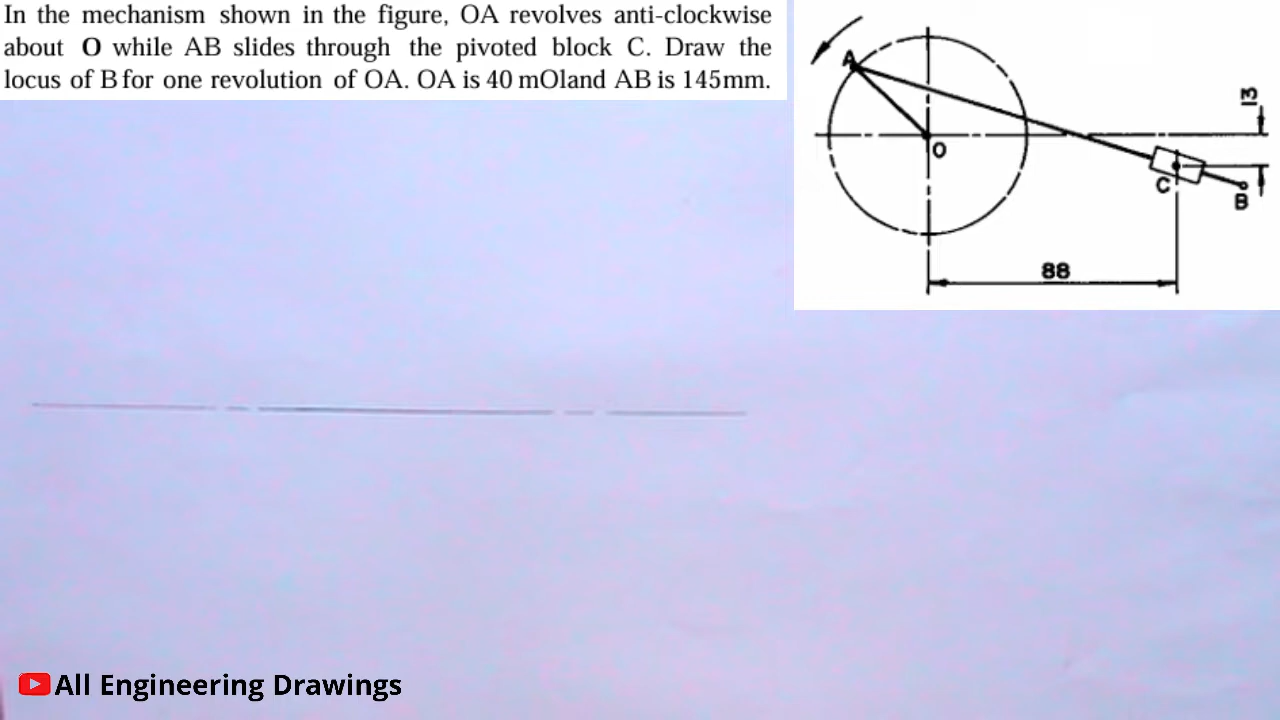 In the mechanism shown in the figure, OA revolves anti-clockwise
about O while AB slides through the pivoted block C. Draw the
locus of B for one revolution of OA. OA is 40 mOland AB is 145mm.
A
O
13
C
B
88
All Engineering Drawings